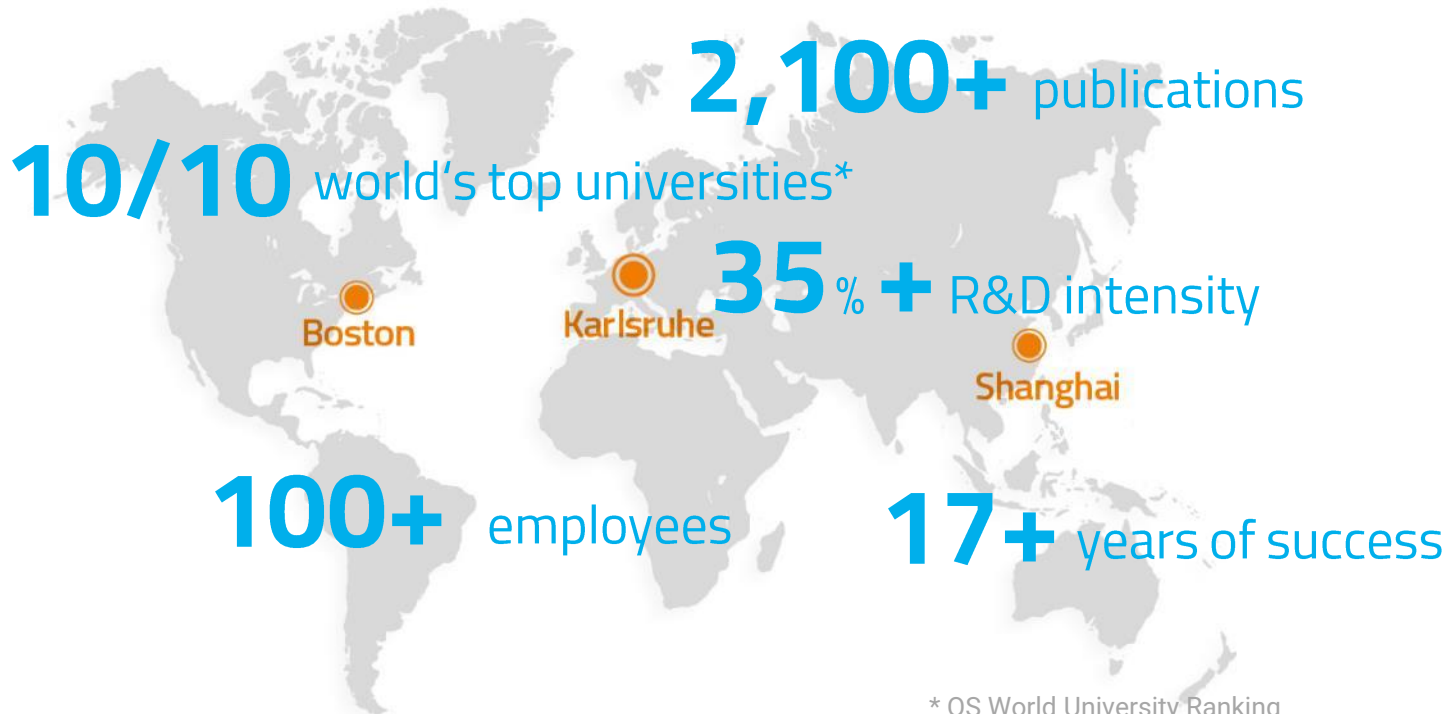 2,100+ publications
10/10 world‘s top universities*
35 % + R&D intensity
Boston
Karlsruhe
Shanghai
100+ employees
17+ years of success
* QS World University Ranking